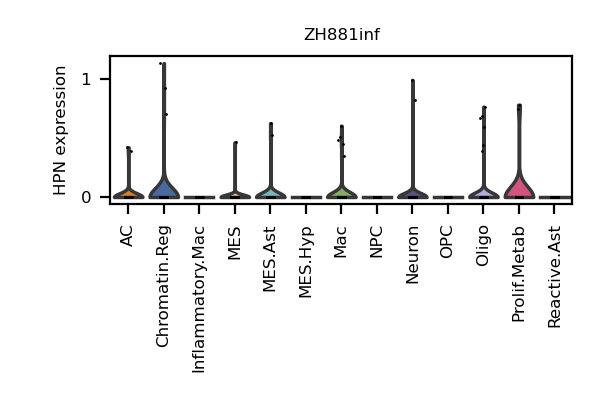 ZH881inf
HPN expression
1
0
AC
Chromatin.Reg
Inflammatory.Mac
MES
MES.Ast
MES.Hyp
Mac
NPC
Neuron
OPC
Oligo
Prolif.Metab
Reactive.Ast